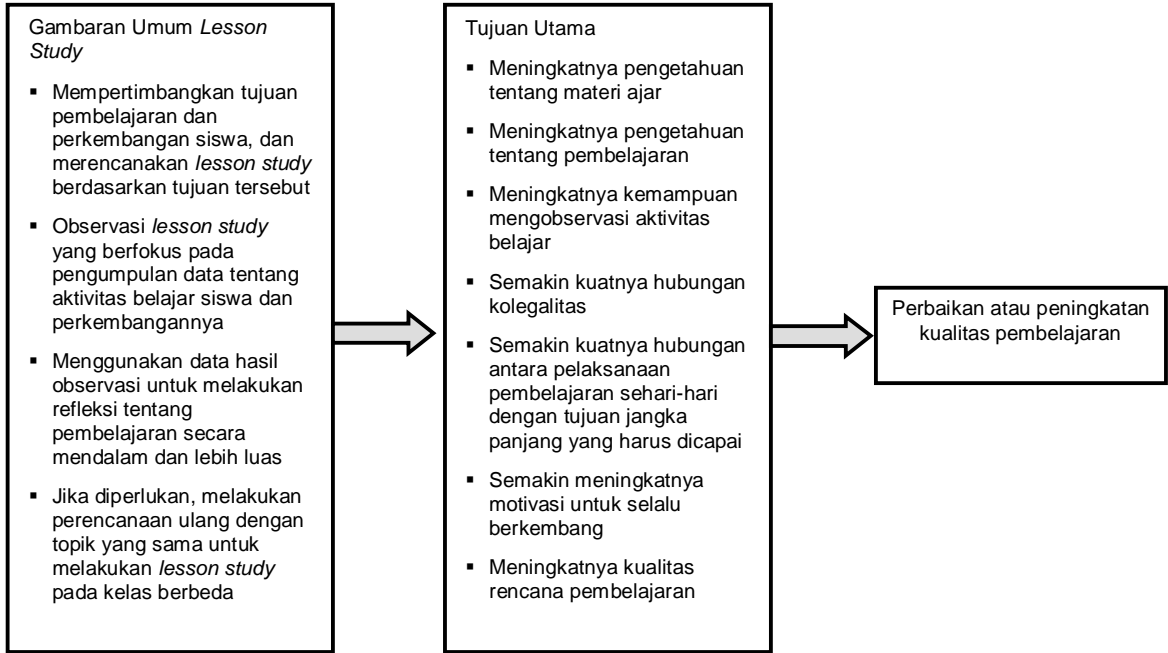 Gambaran Umum Lesson
Study
▪ Mempertimbangkan tujuan
pembelajaran dan
perkembangan siswa, dan
merencanakan lesson study
berdasarkan tujuan tersebut
▪ Observasi lesson study
yang berfokus pada
pengumpulan data tentang
aktivitas belajar siswa dan
perkembangannya
▪ Menggunakan data hasil
observasi untuk melakukan
refleksi tentang
pembelajaran secara
mendalam dan lebih luas
▪ Jika diperlukan, melakukan
perencanaan ulang dengan
topik yang sama untuk
melakukan lesson study
pada kelas berbeda
Tujuan Utama
▪ Meningkatnya pengetahuan
tentang materi ajar
▪ Meningkatnya pengetahuan
tentang pembelajaran
▪ Meningkatnya kemampuan
mengobservasi aktivitas
belajar
▪ Semakin kuatnya hubungan
kolegalitas
▪ Semakin kuatnya hubungan
antara pelaksanaan
pembelajaran sehari-hari
dengan tujuan jangka
panjang yang harus dicapai
▪ Semakin meningkatnya
motivasi untuk selalu
berkembang
▪ Meningkatnya kualitas
rencana pembelajaran
Perbaikan atau peningkatan
kualitas pembelajaran